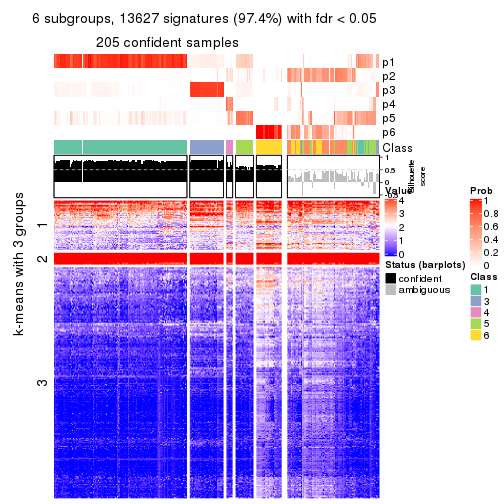 6 subgroups, 13627 signatures (97.4%) with fdr < 0.05
205 confident samples
p1
p2
p3
p4
p5
p6
Class
1
0.5
0
-0.5
Silhouette
score
k-means with 3 groups
1
2
3
Value
4
3
2
1
0
Status (barplots)
confident
ambiguous
Prob
1
0.8
0.6
0.4
0.2
0
Class
1
3
4
5
6